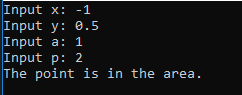 Input x: -1
Input y: 0.5
Input a: 1
Input p: 2
The point is in the area.